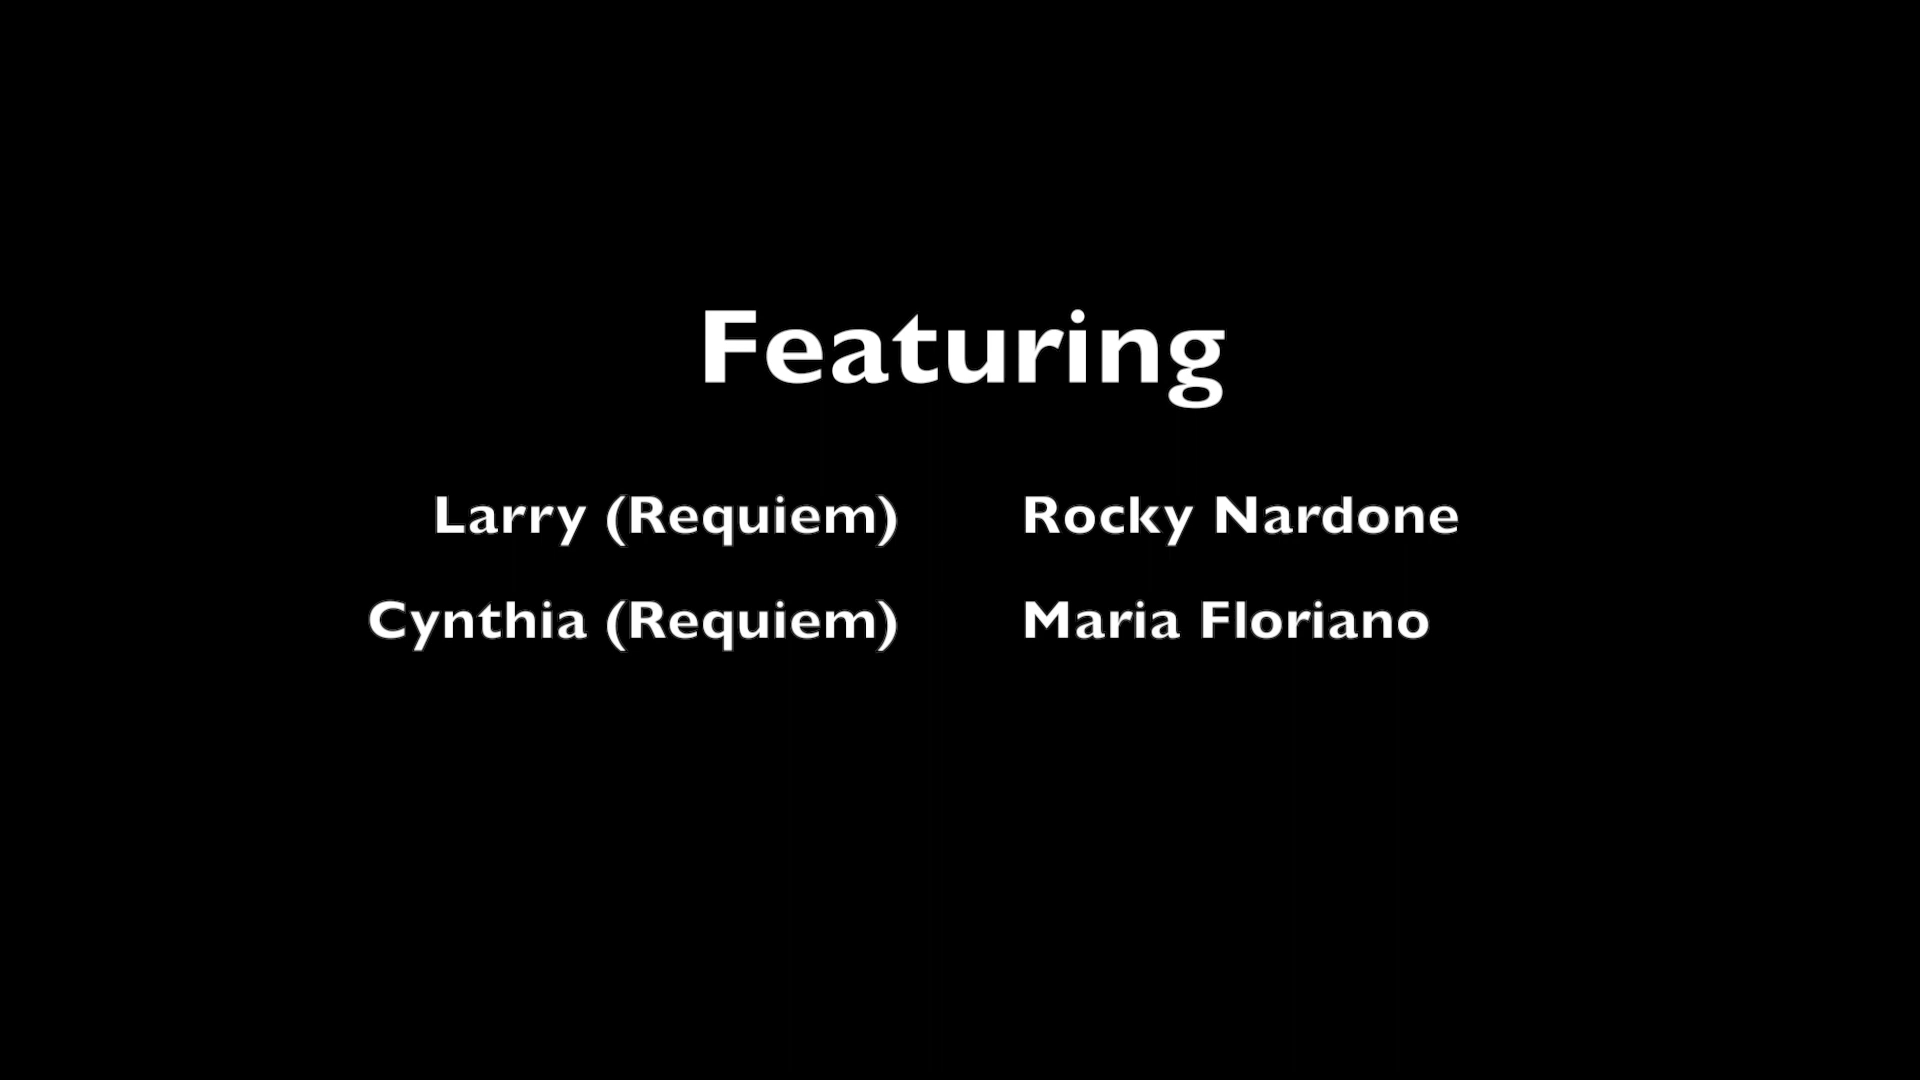 Featuring
Larry (Requiem) Rocky Nardone
Cynthia (Requiem) Maria Floriano